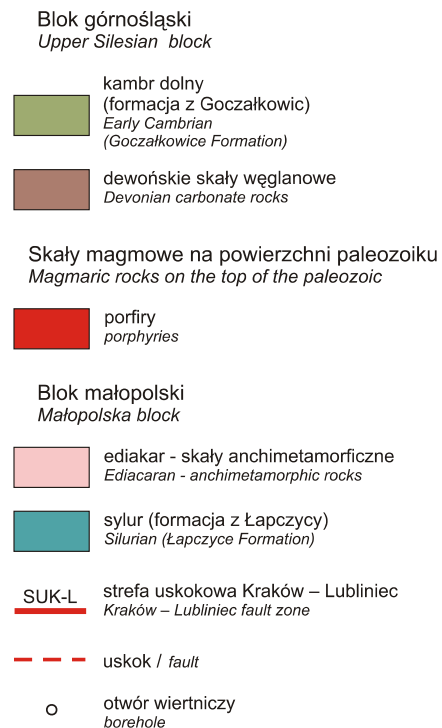 Blok górnośląski
Upper Silesian block
kambr dolny
(formacja z Goczałkowic)
Early Cambrian
(Goczałkowice Formation)
dewońskie skały węglanowe
Devonian carbonate rocks
Skały magmowe na powierzchni paleozoiku
Magmaric rocks on the top of the paleozoic
porfiry
porphyries
Blok małopolski
Małopolska block
ediakar - skały anchimetamorficzne
Ediacaran - anchimetamorphic rocks
sylur (formacja z Łapczycy)
Silurian (Łapczyce Formation)
SUK-L strefa uskokowa Kraków – Lubliniec
Kraków – Lubliniec fault zone
uskok / fault
otwór wiertniczy
borehole